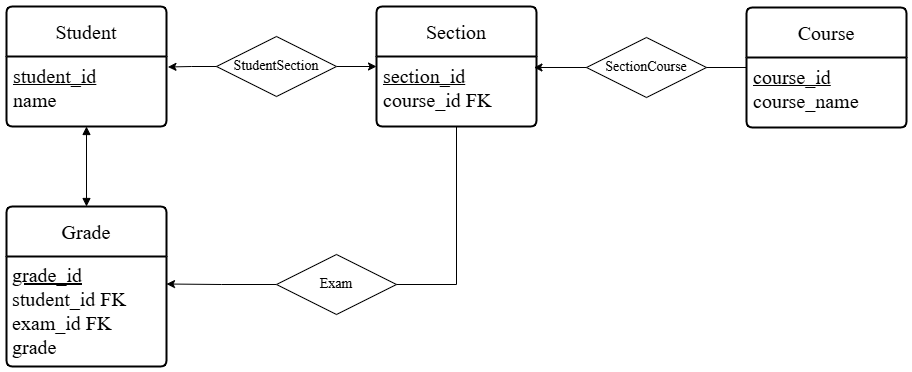 Student
student_id
name
StudentSection
Section
section_id
course_id FK
SectionCourse
Course
course_id
course_name
Grade
grade_id
student_id FK
exam_id FK
grade
Exam